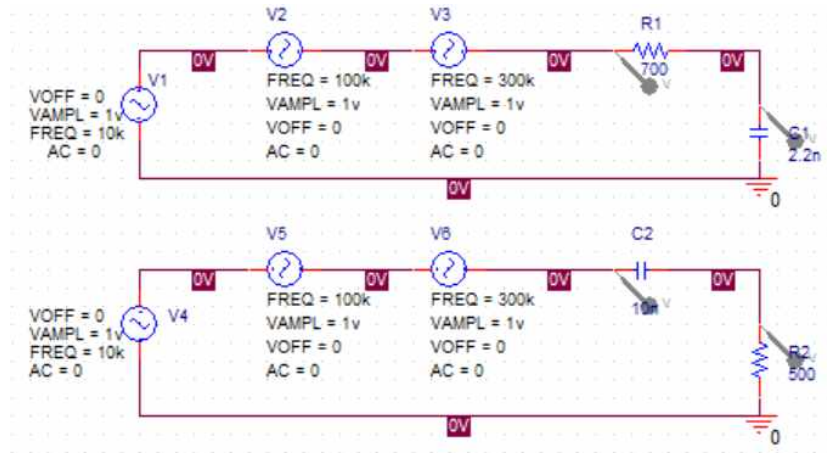 V2
V3
R1
0V
0V
0V
0V
700
V
V1
FREQ = 100k
VAMPL = 1v
VOFF = 0
AC = 0
FREQ = 300k
VAMPL = 1v
VOFF = 0
AC = 0
VOFF = 0
VAMPL = 1v
FREQ = 10k
AC = 0
C1
V
2.2n
0V
0
V5
V6
C2
0V
0V
0V
0V
10n
V
V4
FREQ = 100k
VAMPL = 1v
VOFF = 0
AC = 0
FREQ = 300k
VAMPL = 1v
VOFF = 0
AC = 0
VOFF = 0
VAMPL = 1v
FREQ = 10k
AC = 0
R2
V
500
0V
0